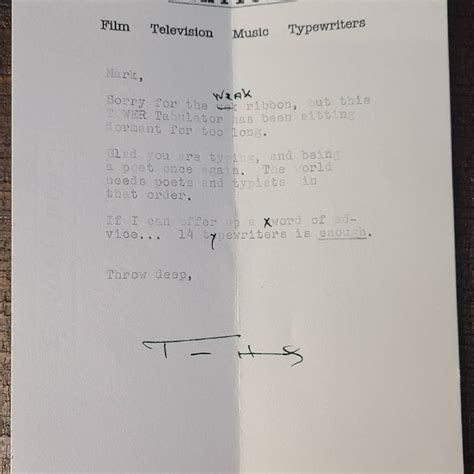 Film Television Music Typewriters
Mark,
weak
Sorry for the wek ribbon, but this
TOWER Tabulator has been sitting
dormant for too long.
Glad you are typing, and being
a poet once again. The world
needs poets and typists in
that order.
If I can offer up a word of ad-
vice... 14 typewriters is enough.
Throw deep,